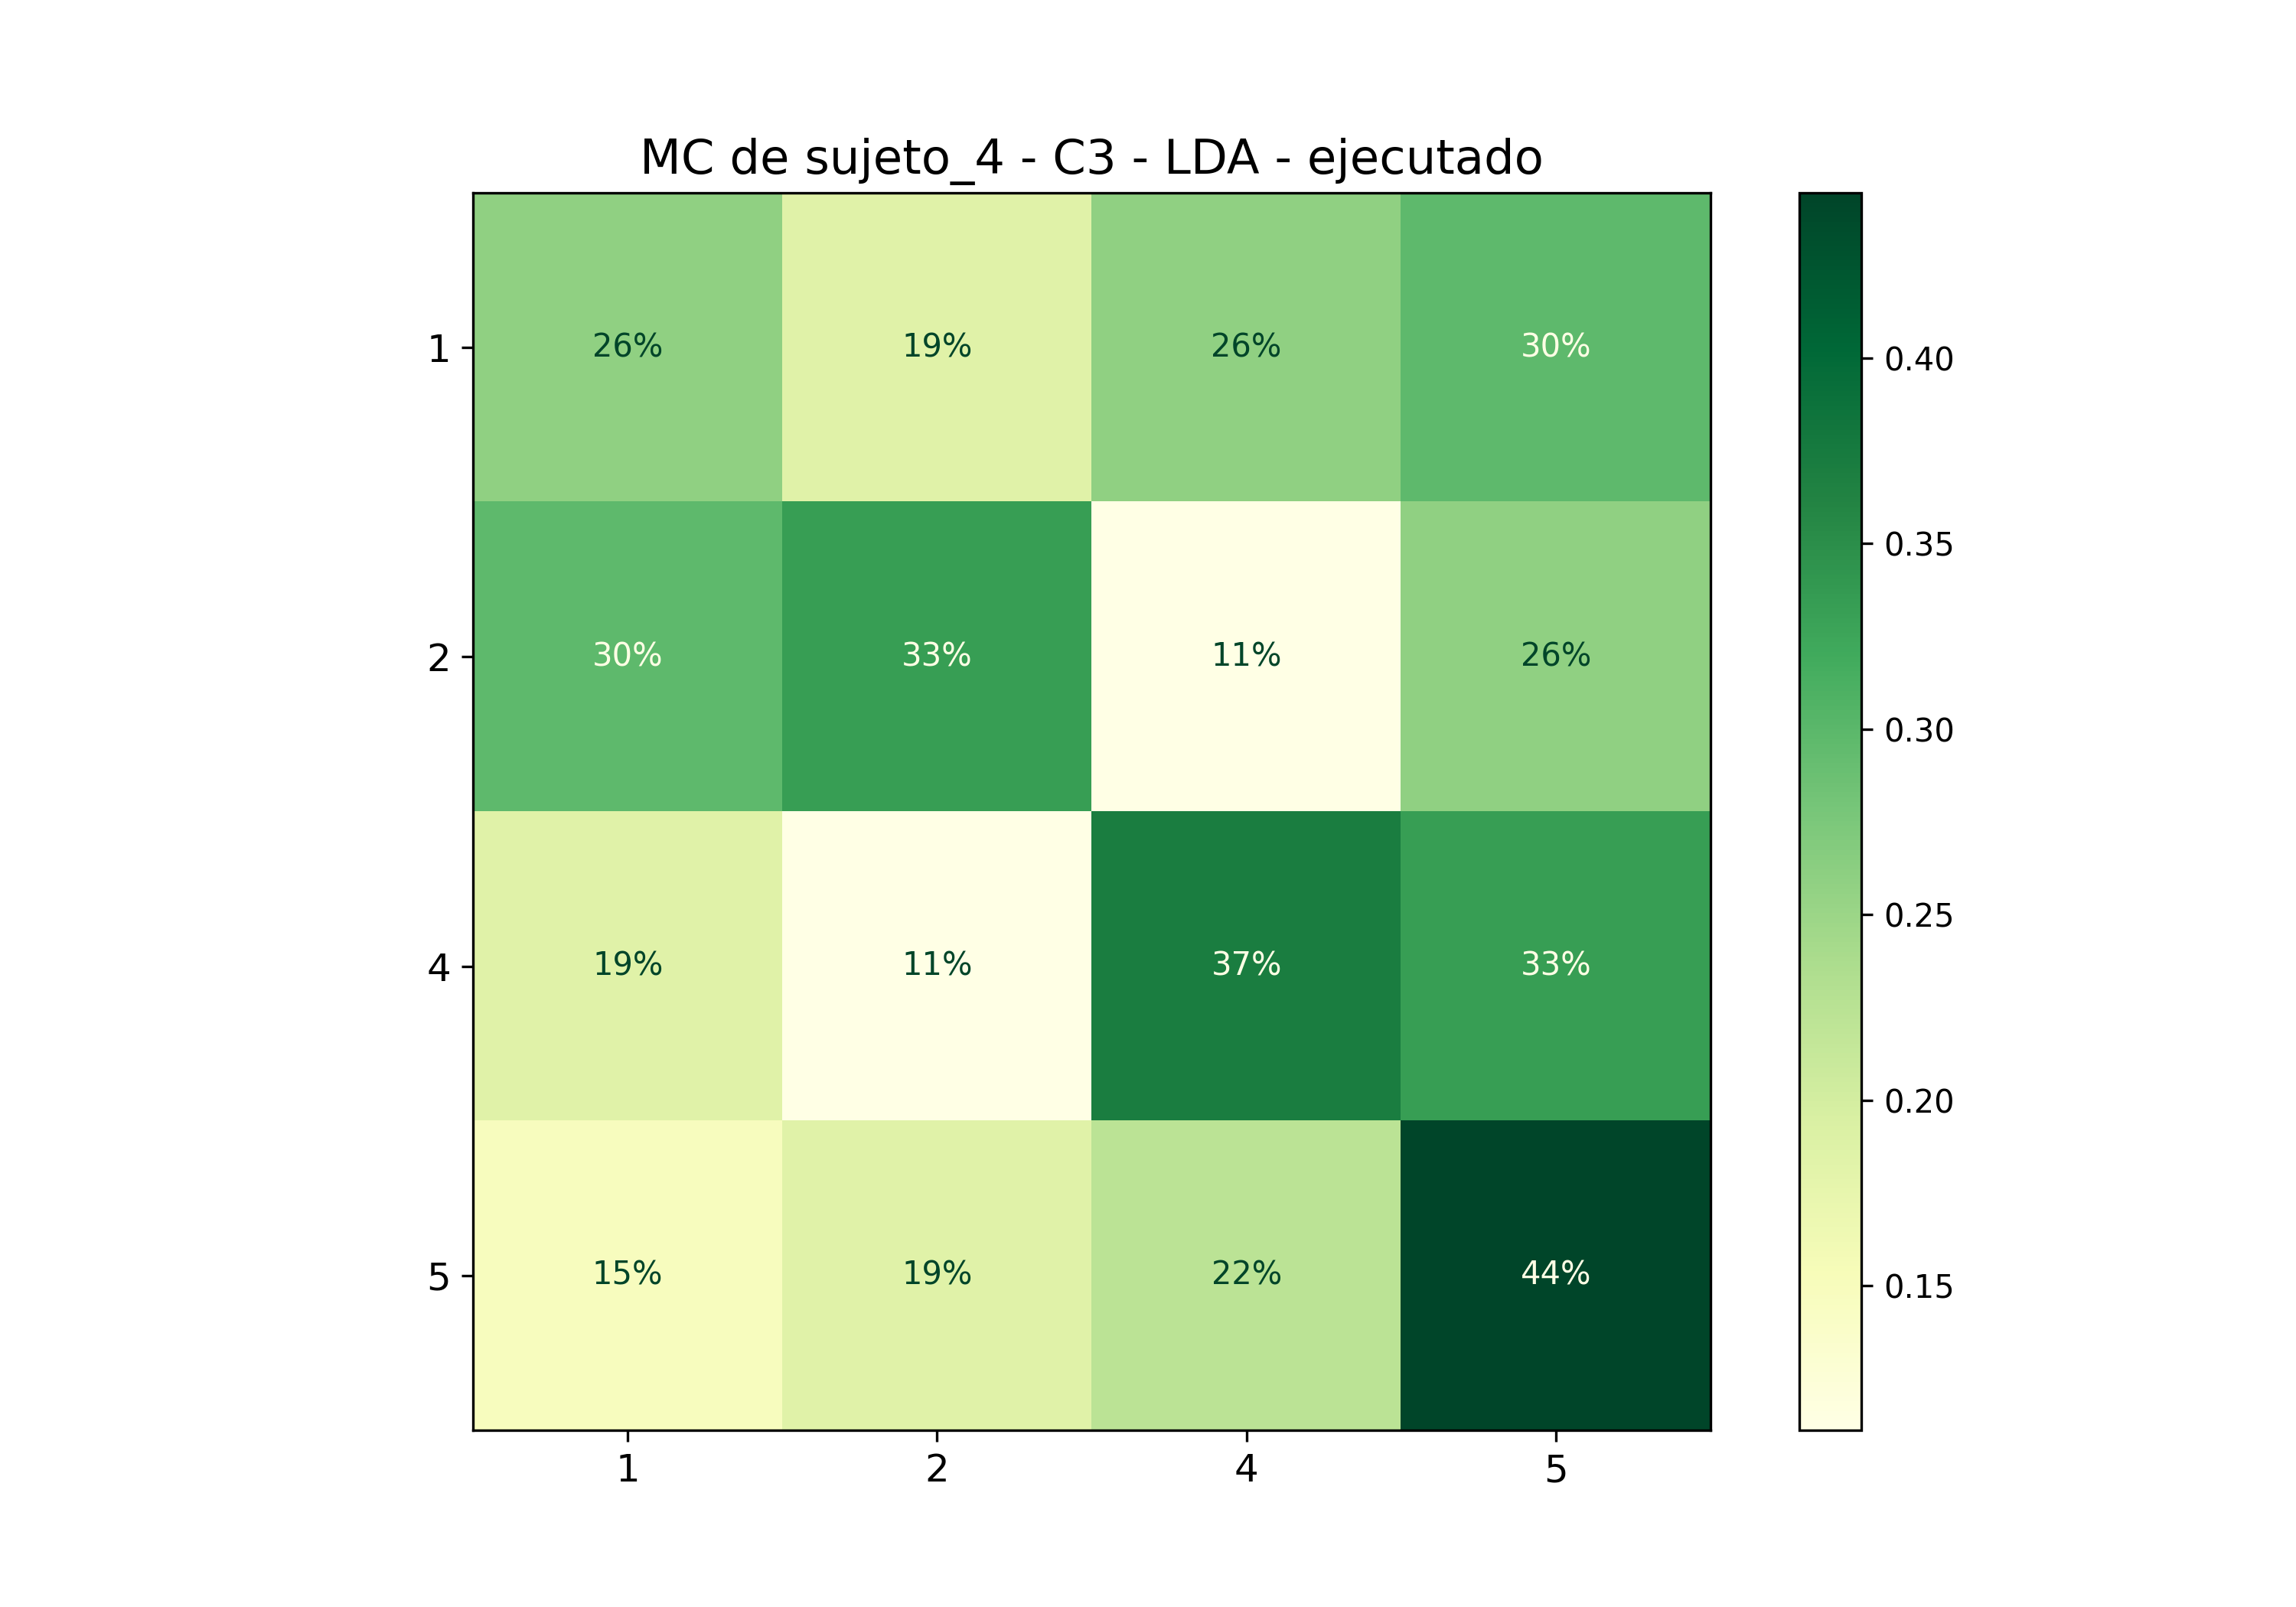 MC de sujeto_4 - C3 - LDA - ejecutado
1 26% 19% 26% 30%
2 30% 33% 11% 26%
4 19% 11% 37% 33%
5 15% 19% 22% 44%
1 2 4 5
0.40
0.35
0.30
0.25
0.20
0.15